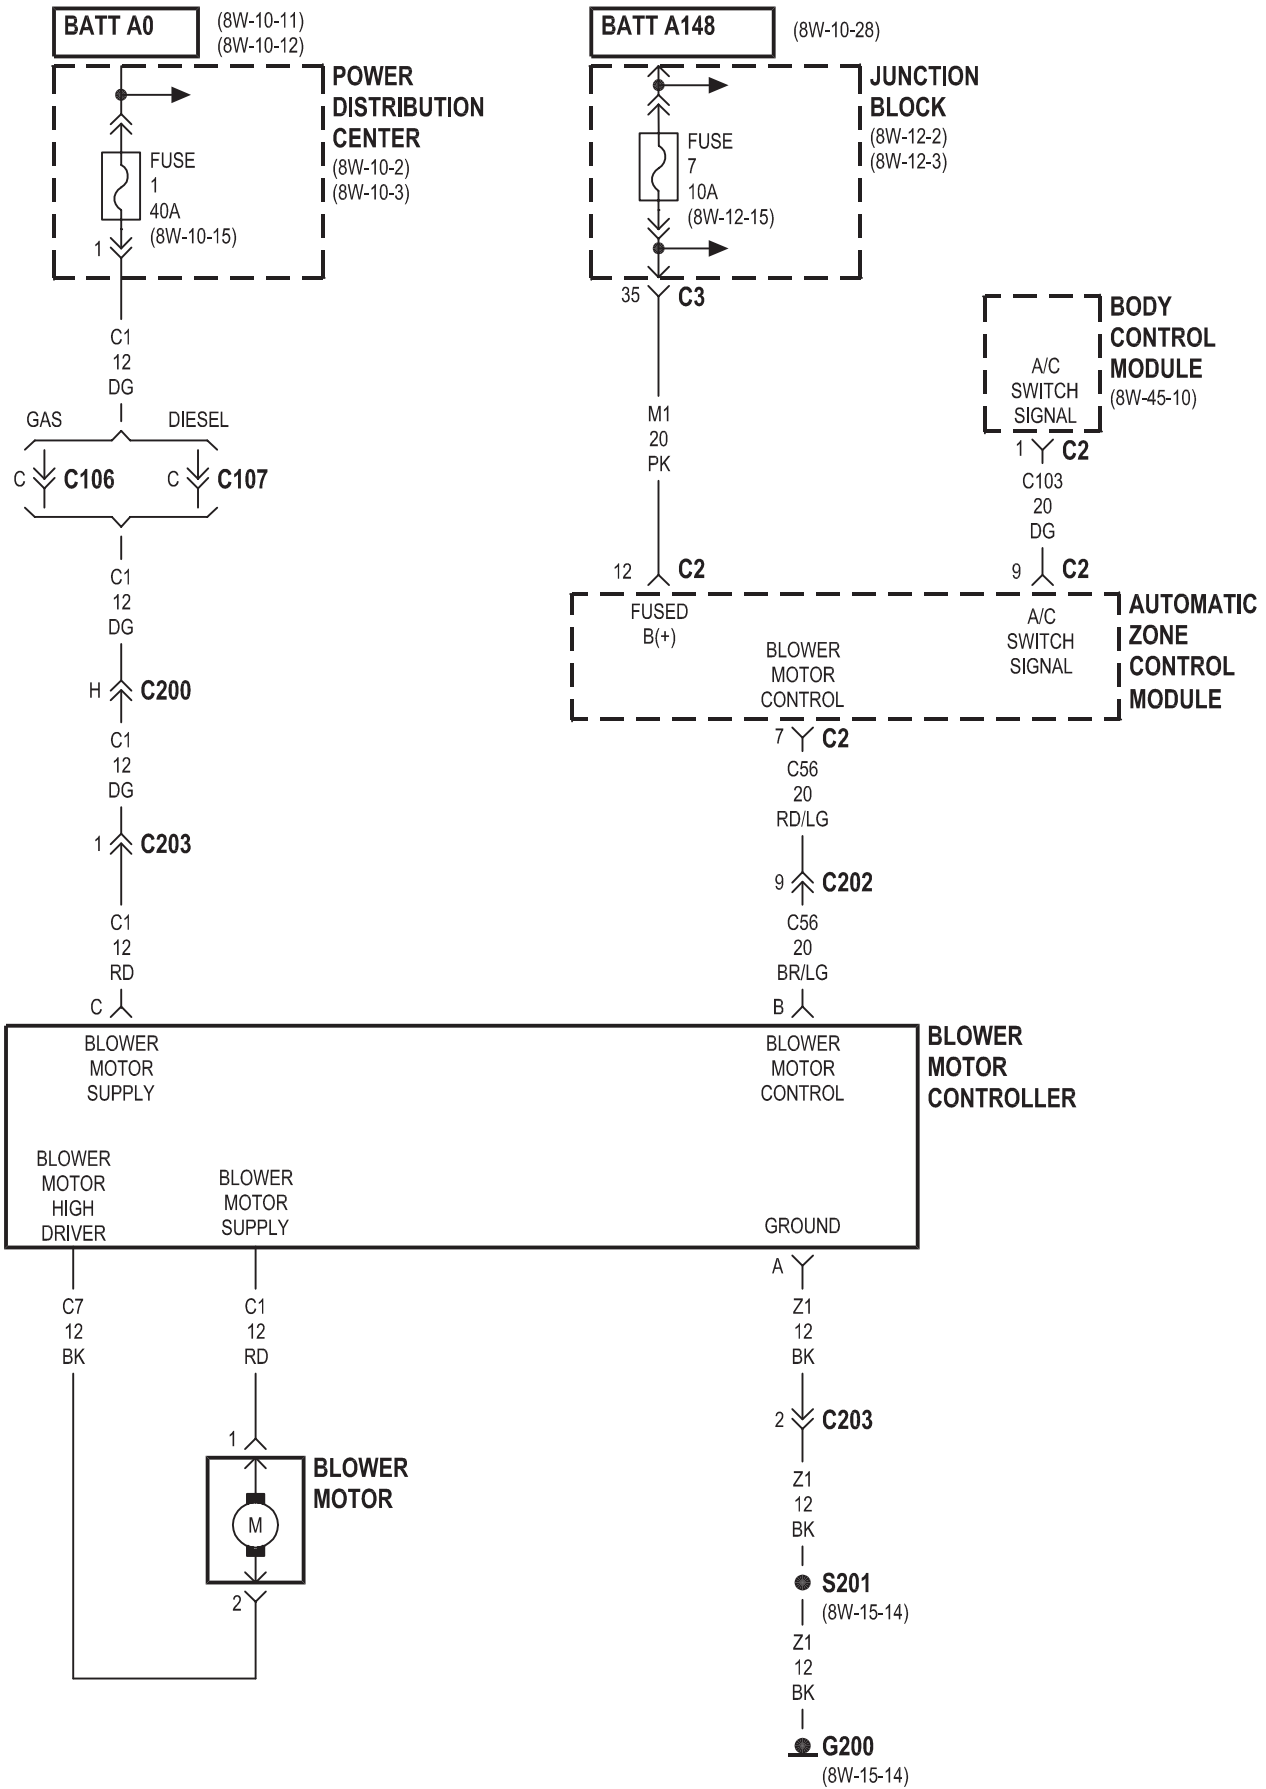 BATT A0
(8W-10-11)
(8W-10-12)
POWER
DISTRIBUTION
CENTER
(8W-10-2)
(8W-10-3)
FUSE
1
40A
(8W-10-15)
1
C1
12
DG
GAS
DIESEL
C
C106
C
C107
C1
12
DG
H
C200
C1
12
DG
1
C203
C1
12
RD
C
BATT A148
(8W-10-28)
JUNCTION
BLOCK
(8W-12-2)
(8W-12-3)
FUSE
7
10A
(8W-12-15)
35
C3
M1
20
PK
12
C2
BODY
CONTROL
MODULE
(8W-45-10)
A/C
SWITCH
SIGNAL
1
C2
C103
20
DG
9
C2
AUTOMATIC
ZONE
CONTROL
MODULE
FUSED
B(+)
BLOWER
MOTOR
CONTROL
A/C
SWITCH
SIGNAL
7
C2
C56
20
RD/LG
9
C202
C56
20
BR/LG
B
BLOWER
MOTOR
CONTROLLER
BLOWER
MOTOR
SUPPLY
BLOWER
MOTOR
CONTROL
BLOWER
MOTOR
HIGH
DRIVER
BLOWER
MOTOR
SUPPLY
GROUND
C7
12
BK
C1
12
RD
1
BLOWER
MOTOR
M
2
A
Z1
12
BK
2
C203
Z1
12
BK
S201
(8W-15-14)
Z1
12
BK
G200
(8W-15-14)